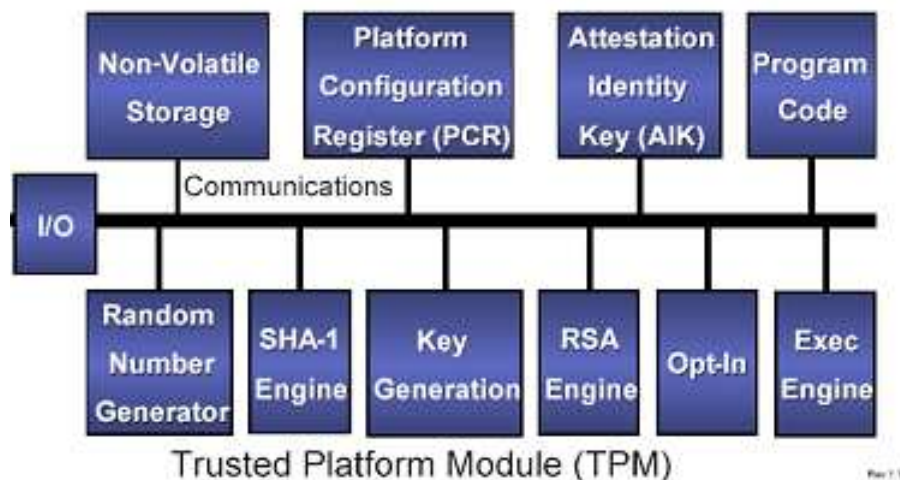 Non-Volatile
Storage
Platform
Configuration
Register (PCR)
Attestation
Identity
Key (AIK)
Program
Code
Communications
I/O
Random
Number
Generator
SHA-1
Engine
Key
Generation
RSA
Engine
Opt-In
Exec
Engine
Trusted Platform Module (TPM)